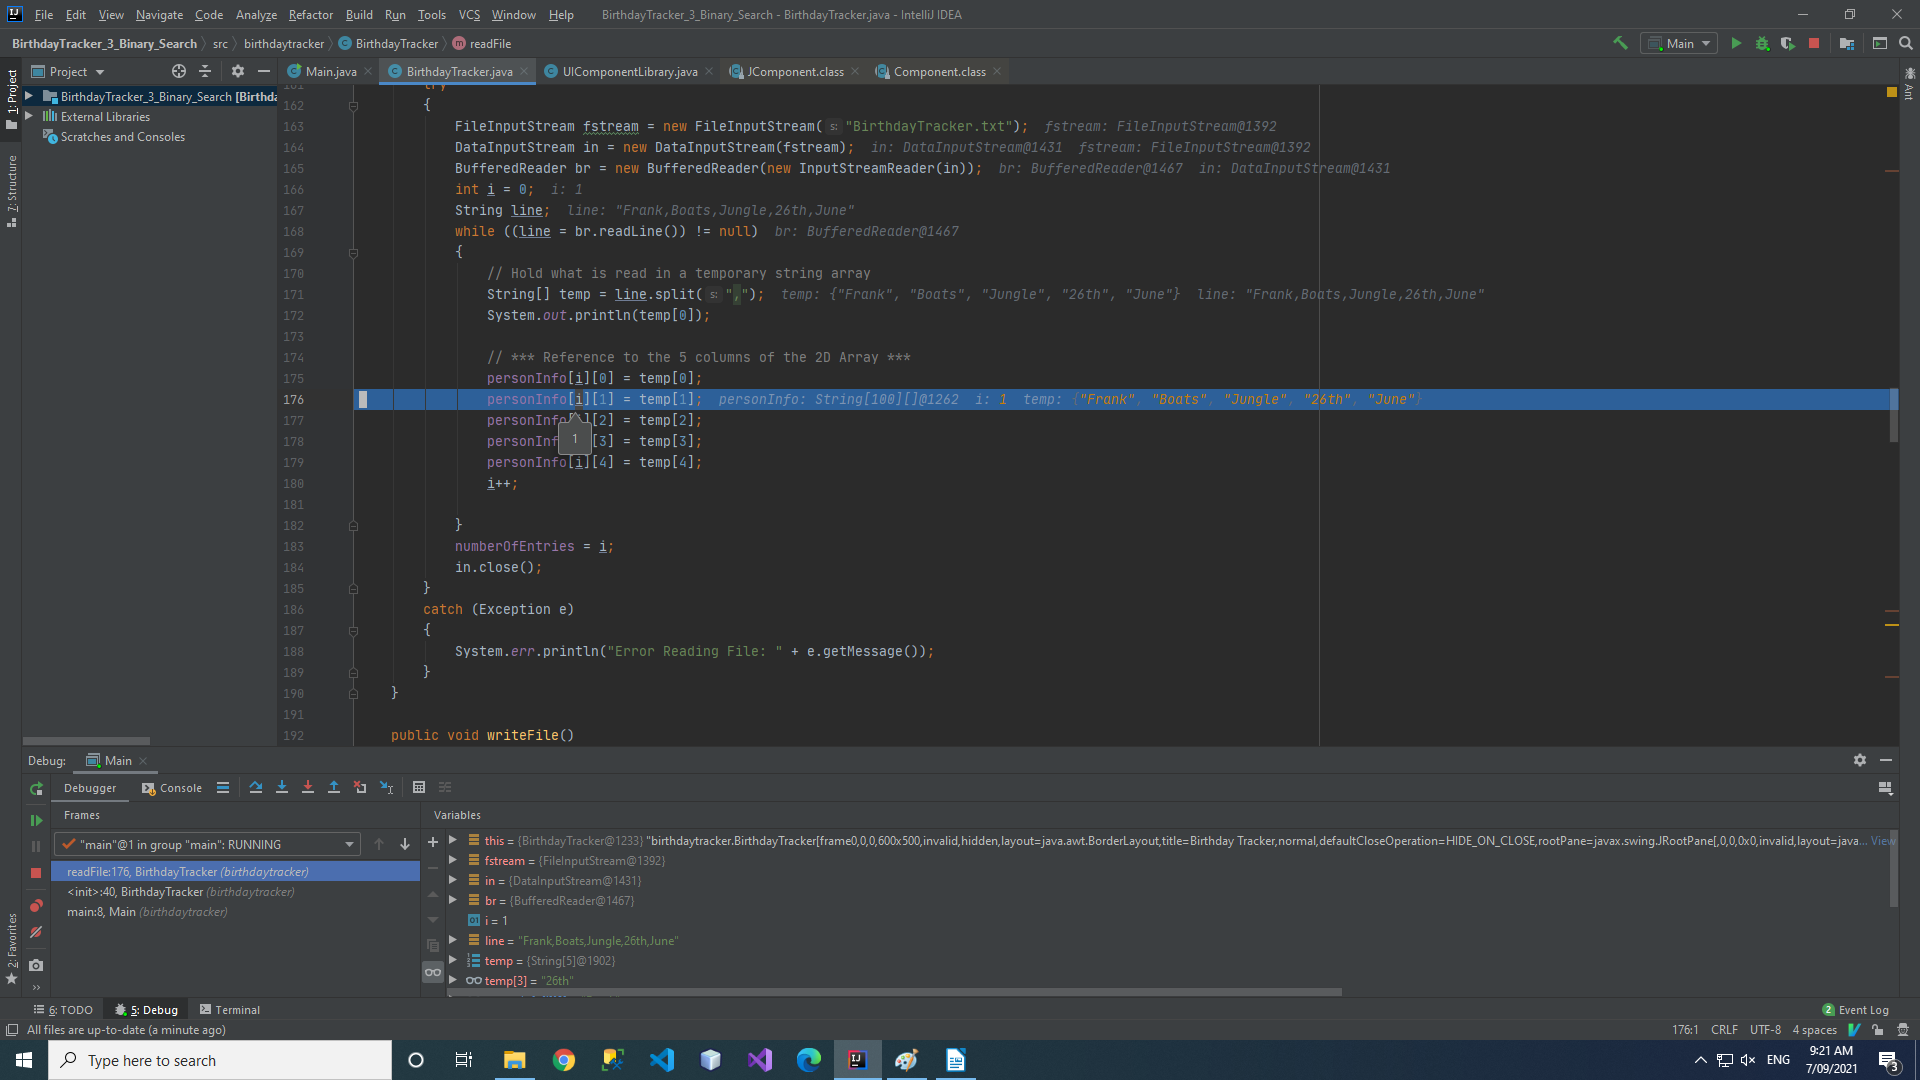 File Edit View Navigate Code Analyze Refactor Build Run Tools VCS Window Help BirthdayTracker_3_Binary_Search - BirthdayTracker.java - IntelliJ IDEA
BirthdayTracker_3_Binary_Search src birthdaytracker BirthdayTracker readFile Main
Project Main.java BirthdayTracker.java UIComponentLibrary.java JComponent.class Component.class
1: Project
7: Structure
2: Favorites
Ant
BirthdayTracker_3_Binary_Search [Birthda
External Libraries
Scratches and Consoles
161 try
162 {
163 FileInputStream fstream = new FileInputStream( s: "BirthdayTracker.txt"); fstream: FileInputStream@1392
164 DataInputStream in = new DataInputStream(fstream); in: DataInputStream@1431 fstream: FileInputStream@1392
165 BufferedReader br = new BufferedReader(new InputStreamReader(in)); br: BufferedReader@1467 in: DataInputStream@1431
166 int i = 0; i: 1
167 String line; line: "Frank,Boats,Jungle,26th,June"
168 while ((line = br.readLine()) != null) br: BufferedReader@1467
169 {
170 // Hold what is read in a temporary string array
171 String[] temp = line.split( s: ","); temp: {"Frank", "Boats", "Jungle", "26th", "June"} line: "Frank,Boats,Jungle,26th,June"
172 System.out.println(temp[0]);
173
174 // *** Reference to the 5 columns of the 2D Array ***
175 personInfo[i][0] = temp[0];
176 personInfo[i][1] = temp[1]; personInfo: String[100][]@1262 i: 1 temp: {"Frank", "Boats", "Jungle", "26th", "June"}
177 personInfo [2] = temp[2];
178 personInf [3] = temp[3];
1
179 personInfo[i][4] = temp[4];
180 i++;
181
182 }
183 numberOfEntries = i;
184 in.close();
185 }
186 catch (Exception e)
187 {
188 System.err.println("Error Reading File: " + e.getMessage());
189 }
190 }
191
192 public void writeFile()
Debug: Main
Debugger Console
Frames Variables
"main"@1 in group "main": RUNNING
readFile:176, BirthdayTracker (birthdaytracker)
<init>:40, BirthdayTracker (birthdaytracker)
main:8, Main (birthdaytracker)
this = {BirthdayTracker@1233} "birthdaytracker.BirthdayTracker[frame0,0,0,600x500,invalid,hidden,layout=java.awt.BorderLayout,title=Birthday Tracker,normal,defaultCloseOperation=HIDE_ON_CLOSE,rootPane=javax.swing.JRootPane[,0,0,0x0,invalid,layout=java... View
fstream = {FileInputStream@1392}
in = {DataInputStream@1431}
br = {BufferedReader@1467}
i = 1
line = "Frank,Boats,Jungle,26th,June"
temp = {String[5]@1902}
temp[3] = "26th"
6: TODO 5: Debug Terminal 2 Event Log
All files are up-to-date (a minute ago) 176:1 CRLF UTF-8 4 spaces
Type here to search ENG 9:21 AM
7/09/2021
3